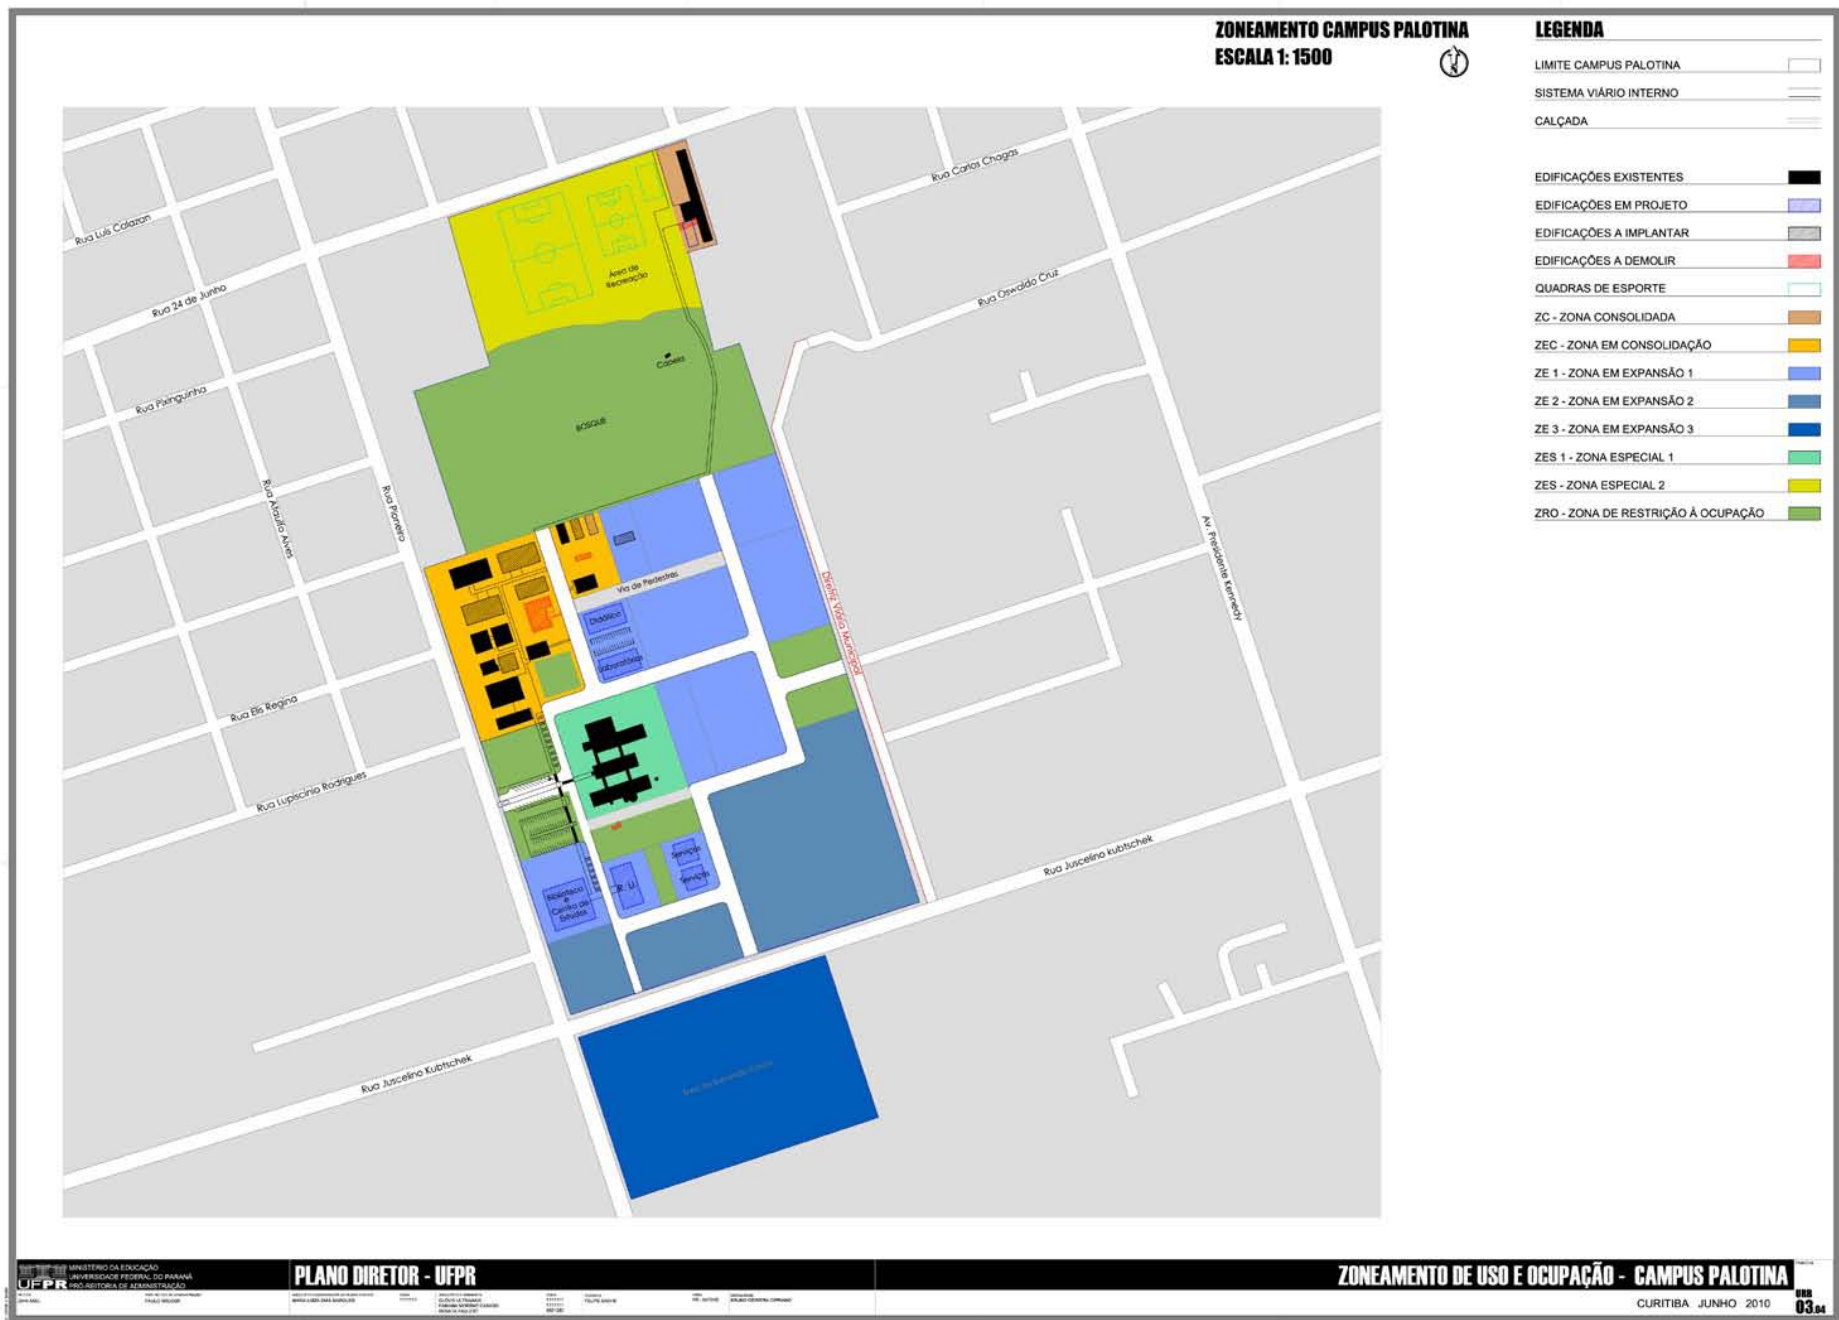 ZONEAMENTO CAMPUS PALOTINA
ESCALA 1: 1500
LEGENDA
LIMITE CAMPUS PALOTINA
SISTEMA VIÁRIO INTERNO
CALÇADA
EDIFICAÇÕES EXISTENTES
EDIFICAÇÕES EM PROJETO
EDIFICAÇÕES A IMPLANTAR
EDIFICAÇÕES A DEMOLIR
QUADRAS DE ESPORTE
ZC - ZONA CONSOLIDADA
ZEC - ZONA EM CONSOLIDAÇÃO
ZE 1 - ZONA EM EXPANSÃO 1
ZE 2 - ZONA EM EXPANSÃO 2
ZE 3 - ZONA EM EXPANSÃO 3
ZES 1 - ZONA ESPECIAL 1
ZES - ZONA ESPECIAL 2
ZRO - ZONA DE RESTRIÇÃO À OCUPAÇÃO
Rua Carlos Chagas
Rua Luís Calazan
Área de
Recreação
Rua Oswaldo Cruz
Rua 24 de Junho
Capela
Rua Pixinguinha
BOSQUE
Rua Ataulfo Alves
Rua Pioneiro
Av. Presidente Kennedy
Via de Pedestres
Diretriz Viária Municipal
Didático
Laboratórios
Rua Elis Regina
Rua Lupiscínio Rodrigues
Rua Juscelino kubtschek
Serviços
Serviços
R. U.
Biblioteca
e
Centro de
Estudos
Rua Juscelino Kubtschek
UFPR
MINISTÉRIO DA EDUCAÇÃO
UNIVERSIDADE FEDERAL DO PARANÁ
PRÓ-REITORIA DE ADMINISTRAÇÃO
PLANO DIRETOR - UFPR
ZONEAMENTO DE USO E OCUPAÇÃO - CAMPUS PALOTINA
CURITIBA JUNHO 2010
URB
03.04